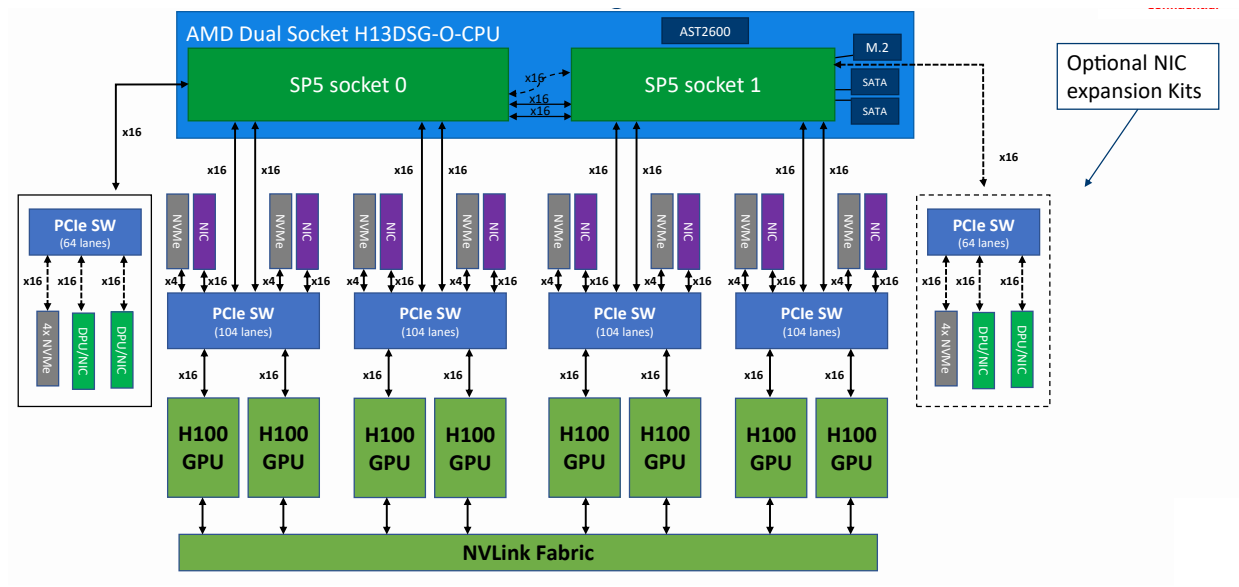 AMD Dual Socket H13DSG-O-CPU
AST2600
M.2
SATA
SATA
SP5 socket 0
SP5 socket 1
x16
x16
x16
Optional NIC
expansion Kits
x16
x16
x16 x16 x16 x16 x16 x16 x16 x16
NVMe NIC NVMe NIC NVMe NIC NVMe NIC NVMe NIC NVMe NIC NVMe NIC NVMe NIC
x4 x16 x4 x16 x4 x16 x4 x16 x4 x16 x4 x16 x4 x16 x4 x16
PCIe SW
(64 lanes)
x16 x16 x16
4x NVMe
DPU/NIC
DPU/NIC
PCIe SW
(104 lanes)
PCIe SW
(104 lanes)
PCIe SW
(104 lanes)
PCIe SW
(104 lanes)
PCIe SW
(64 lanes)
x16 x16 x16
4x NVMe
DPU/NIC
DPU/NIC
x16 x16 x16 x16 x16 x16 x16 x16
H100
GPU
H100
GPU
H100
GPU
H100
GPU
H100
GPU
H100
GPU
H100
GPU
H100
GPU
NVLink Fabric